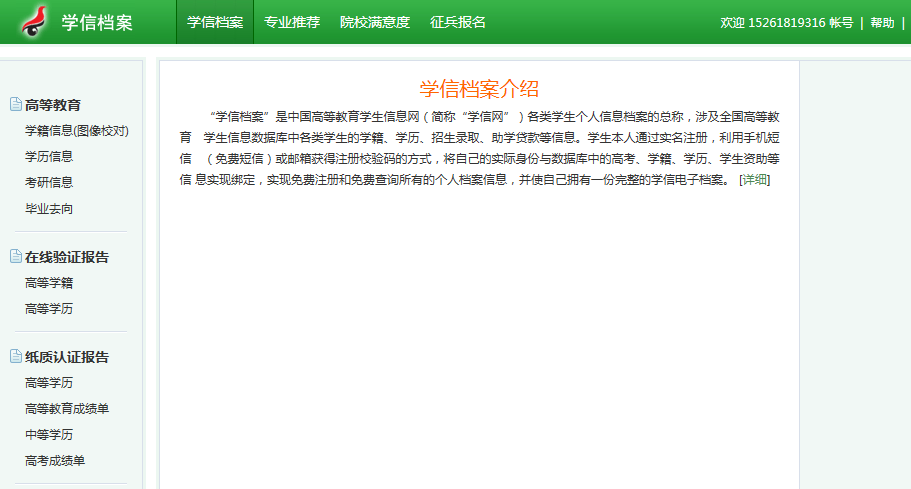 学信档案
学信档案 专业推荐 院校满意度 征兵报名
欢迎 15261819316 帐号 | 帮助 |
高等教育
学籍信息(图像校对)
学历信息
考研信息
毕业去向
在线验证报告
高等学籍
高等学历
纸质认证报告
高等学历
高等教育成绩单
中等学历
高考成绩单
学信档案介绍
“学信档案”是中国高等教育学生信息网（简称“学信网”）各类学生个人信息档案的总称，涉及全国高等教
育 学生信息数据库中各类学生的学籍、学历、招生录取、助学贷款等信息。学生本人通过实名注册，利用手机短
信 （免费短信）或邮箱获得注册校验码的方式，将自己的实际身份与数据库中的高考、学籍、学历、学生资助等
信 息实现绑定，实现免费注册和免费查询所有的个人档案信息，并使自己拥有一份完整的学信电子档案。 [详细]